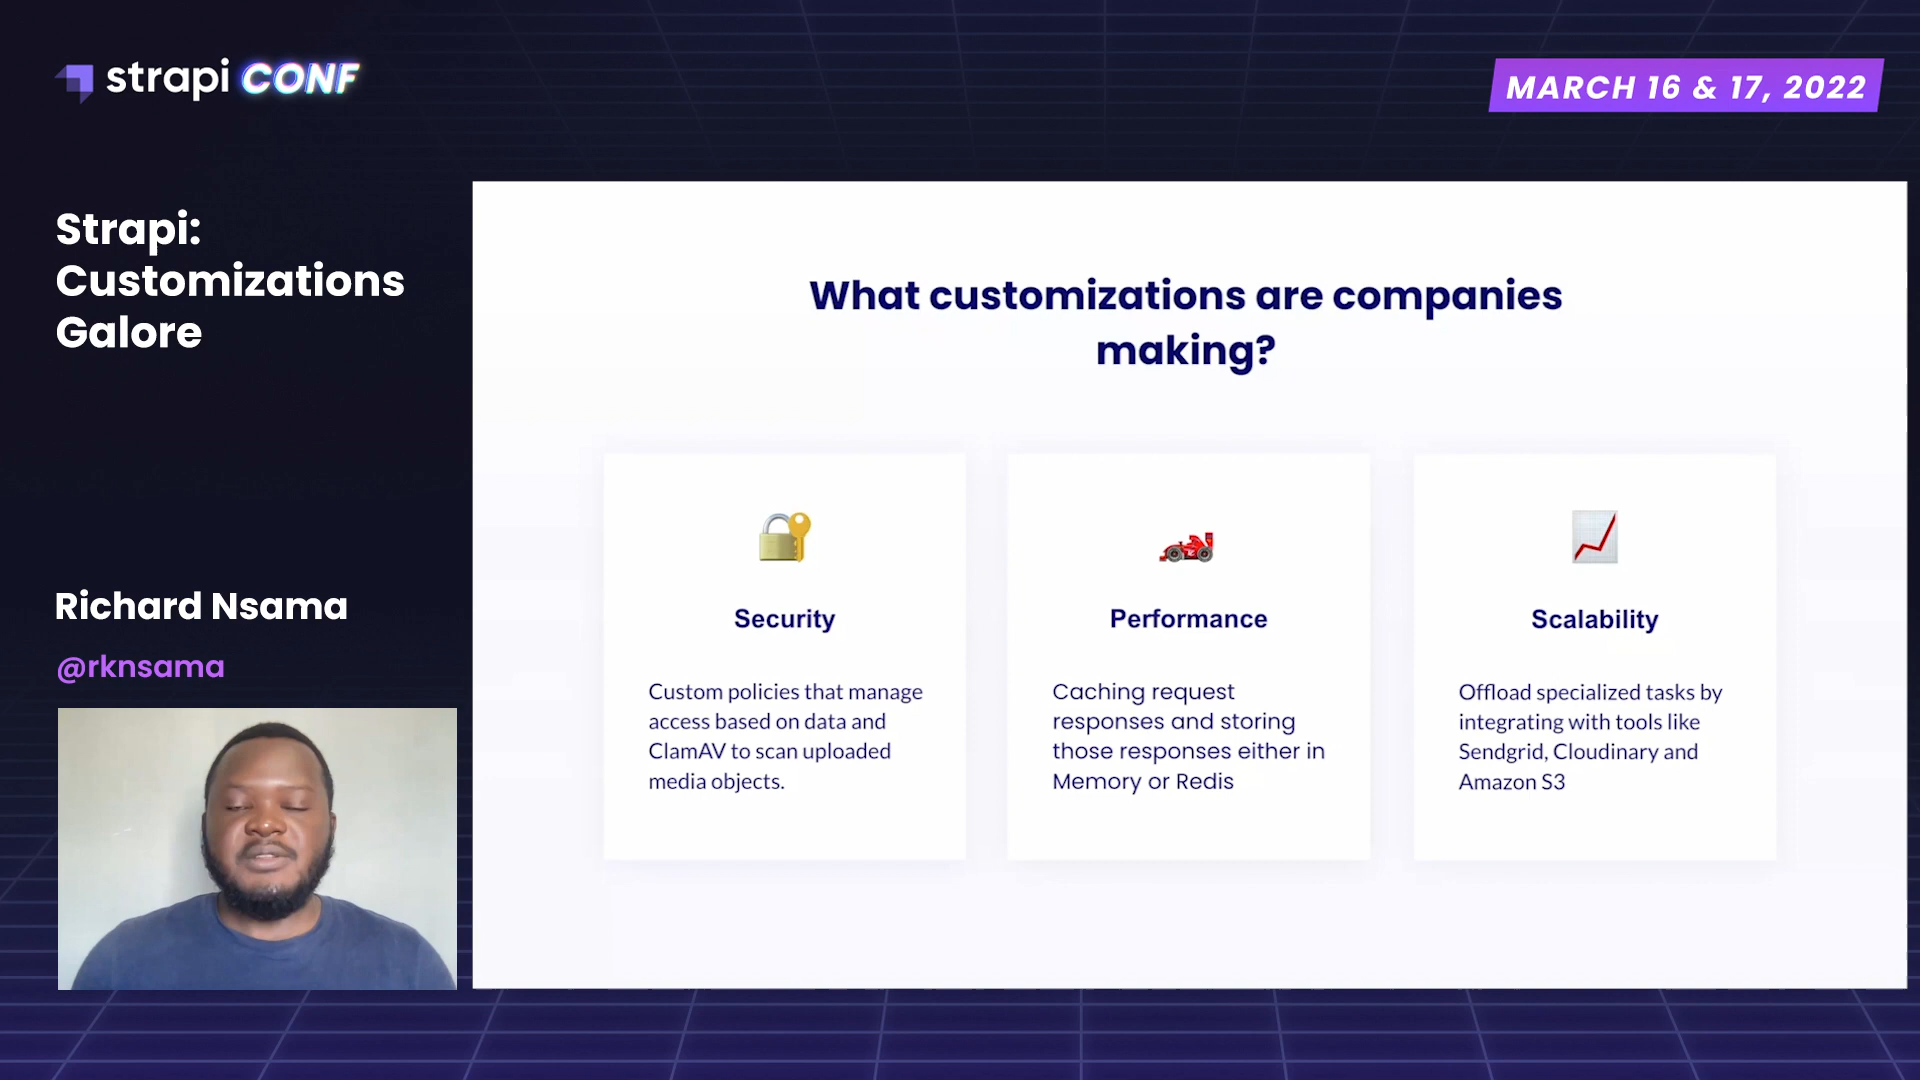 strapi CONF
MARCH 16 & 17, 2022
Strapi:
Customizations
Galore
Richard Nsama
@rknsama
What customizations are companies
making?
Security
Custom policies that manage
access based on data and
ClamAV to scan uploaded
media objects.
Performance
Caching request
responses and storing
those responses either in
Memory or Redis
Scalability
Offload specialized tasks by
integrating with tools like
Sendgrid, Cloudinary and
Amazon S3